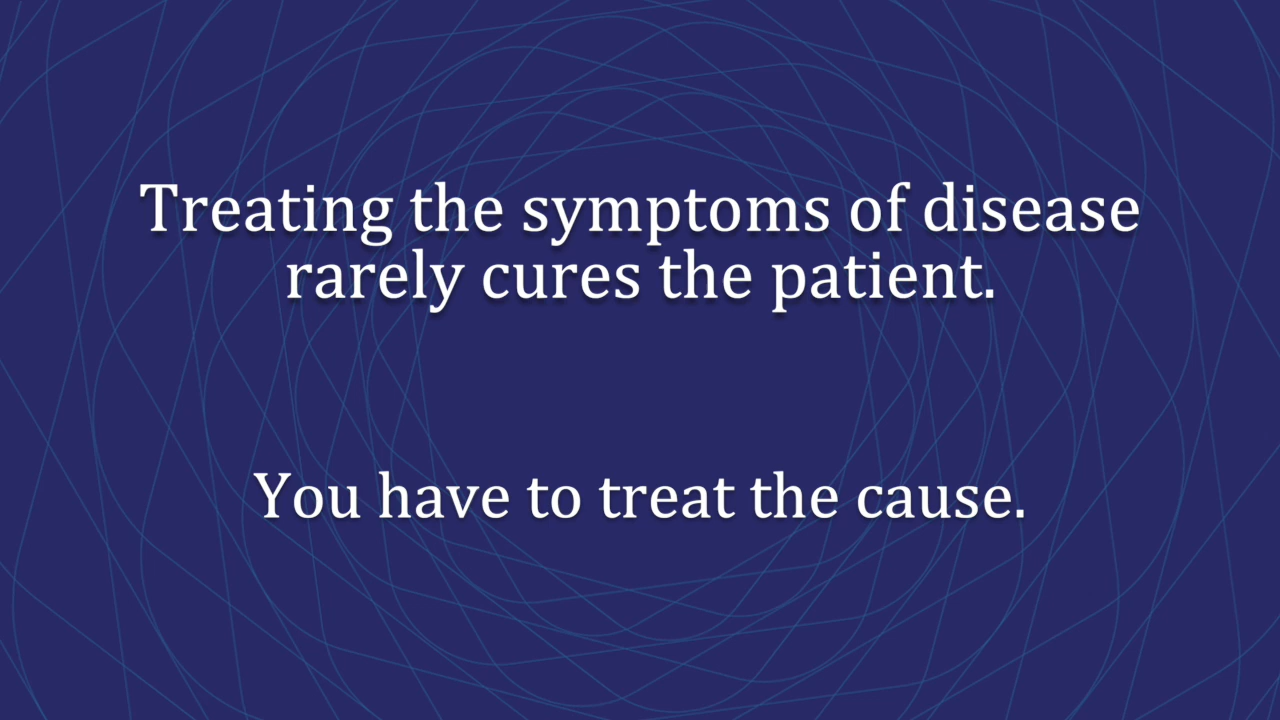 Treating the symptoms of disease
rarely cures the patient.
You have to treat the cause.